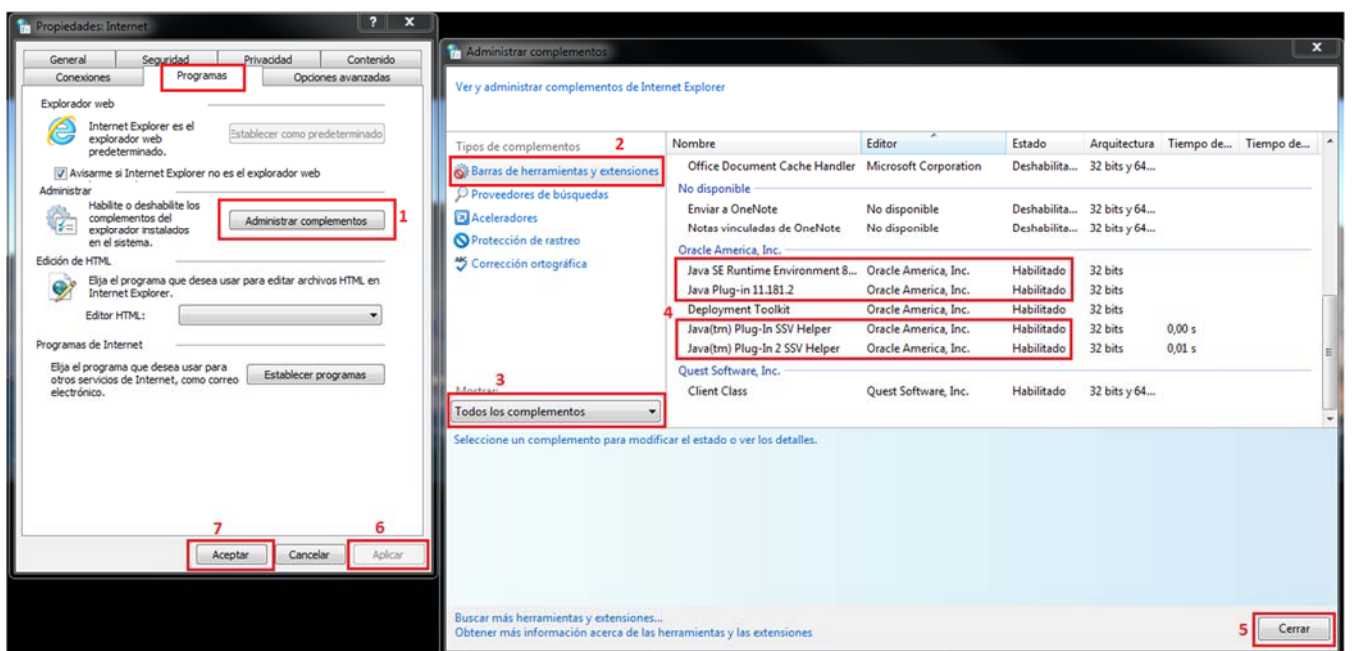 Propiedades: Internet
General Seguridad Privacidad Contenido
Conexiones Programas Opciones avanzadas
Explorador web
Internet Explorer es el
explorador web
predeterminado.
Establecer como predeterminado
Avisarme si Internet Explorer no es el explorador web
Administrar
Habilite o deshabilite los
complementos del
explorador instalados
en el sistema.
Administrar complementos 1
Edición de HTML
Elija el programa que desea usar para editar archivos HTML en
Internet Explorer.
Editor HTML:
Programas de Internet
Elija el programa que desea usar para
otros servicios de Internet, como correo
electrónico.
Establecer programas
7 6
Aceptar Cancelar Aplicar
Administrar complementos
Ver y administrar complementos de Internet Explorer
Tipos de complementos 2
Barras de herramientas y extensiones
Proveedores de búsquedas
Aceleradores
Protección de rastreo
Corrección ortográfica
3
Mostrar:
Todos los complementos
Nombre Editor Estado Arquitectura Tiempo de... Tiempo de...
Office Document Cache Handler Microsoft Corporation Deshabilita... 32 bits y 64...
No disponible
Enviar a OneNote No disponible Deshabilita... 32 bits y 64...
Notas vinculadas de OneNote No disponible Deshabilita... 32 bits y 64...
Oracle America, Inc.
Java SE Runtime Environment 8... Oracle America, Inc. Habilitado 32 bits
Java Plug-in 11.181.2 Oracle America, Inc. Habilitado 32 bits
4 Deployment Toolkit Oracle America, Inc. Habilitado 32 bits
Java(tm) Plug-In SSV Helper Oracle America, Inc. Habilitado 32 bits 0,00 s
Java(tm) Plug-In 2 SSV Helper Oracle America, Inc. Habilitado 32 bits 0,01 s
Quest Software, Inc.
Client Class Quest Software, Inc. Habilitado 32 bits y 64...
Seleccione un complemento para modificar el estado o ver los detalles.
Buscar más herramientas y extensiones...
Obtener más información acerca de las herramientas y las extensiones
5 Cerrar